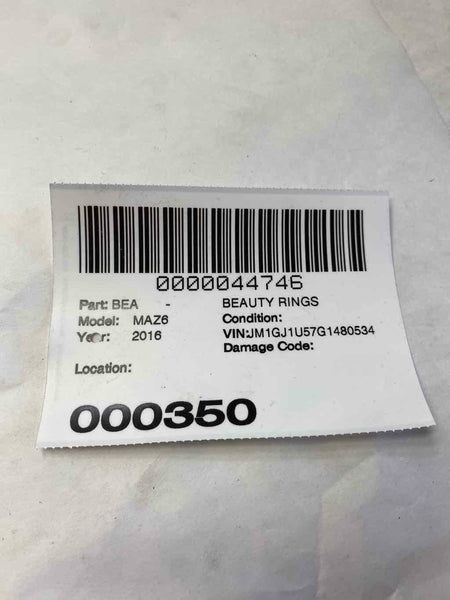 0000044746
Part: BEA - BEAUTY RINGS
Model: MAZ6 Condition:
Year: 2016 VIN:JM1GJ1U57G1480534
Damage Code:
Location:
000350